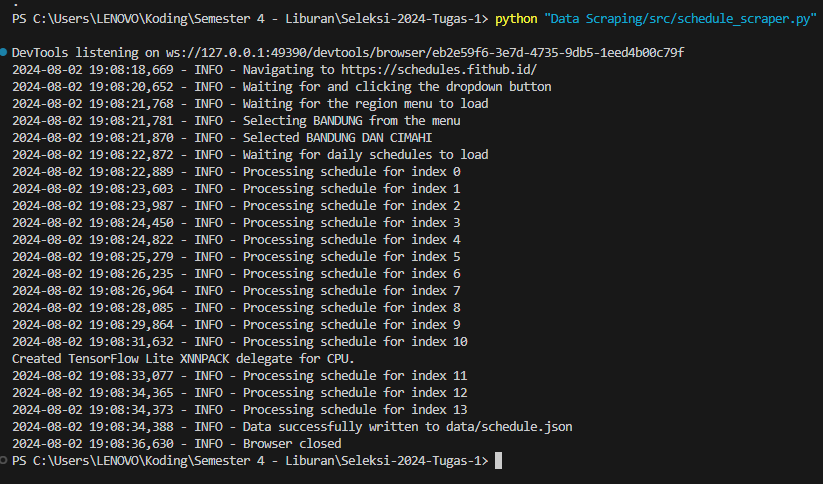 .
PS C:\Users\LENOVO\Koding\Semester 4 - Liburan\Seleksi-2024-Tugas-1> python "Data Scraping/src/schedule_scraper.py"
DevTools listening on ws://127.0.0.1:49390/devtools/browser/eb2e59f6-3e7d-4735-9db5-1eed4b00c79f
2024-08-02 19:08:18,669 - INFO - Navigating to https://schedules.fithub.id/
2024-08-02 19:08:20,652 - INFO - Waiting for and clicking the dropdown button
2024-08-02 19:08:21,768 - INFO - Waiting for the region menu to load
2024-08-02 19:08:21,781 - INFO - Selecting BANDUNG from the menu
2024-08-02 19:08:21,870 - INFO - Selected BANDUNG DAN CIMAHI
2024-08-02 19:08:22,872 - INFO - Waiting for daily schedules to load
2024-08-02 19:08:22,889 - INFO - Processing schedule for index 0
2024-08-02 19:08:23,603 - INFO - Processing schedule for index 1
2024-08-02 19:08:23,987 - INFO - Processing schedule for index 2
2024-08-02 19:08:24,450 - INFO - Processing schedule for index 3
2024-08-02 19:08:24,822 - INFO - Processing schedule for index 4
2024-08-02 19:08:25,279 - INFO - Processing schedule for index 5
2024-08-02 19:08:26,235 - INFO - Processing schedule for index 6
2024-08-02 19:08:26,964 - INFO - Processing schedule for index 7
2024-08-02 19:08:28,085 - INFO - Processing schedule for index 8
2024-08-02 19:08:29,864 - INFO - Processing schedule for index 9
2024-08-02 19:08:31,632 - INFO - Processing schedule for index 10
Created TensorFlow Lite XNNPACK delegate for CPU.
2024-08-02 19:08:33,077 - INFO - Processing schedule for index 11
2024-08-02 19:08:34,365 - INFO - Processing schedule for index 12
2024-08-02 19:08:34,373 - INFO - Processing schedule for index 13
2024-08-02 19:08:34,388 - INFO - Data successfully written to data/schedule.json
2024-08-02 19:08:36,630 - INFO - Browser closed
PS C:\Users\LENOVO\Koding\Semester 4 - Liburan\Seleksi-2024-Tugas-1>